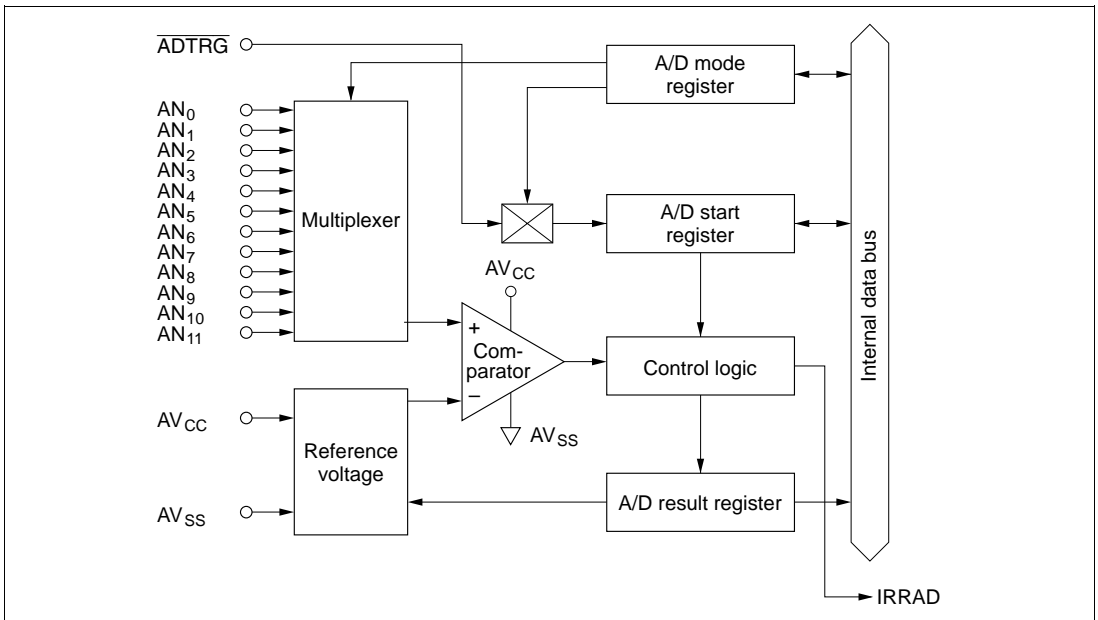 ADTRG
A/D mode
register
AN0
AN1
AN2
AN3
AN4
AN5
AN6
AN7
AN8
AN9
AN10
AN11
Multiplexer
A/D start
register
AVCC
+
Com-
parator
−
AVSS
Control logic
Internal data bus
AVCC
AVSS
Reference
voltage
A/D result register
IRRAD